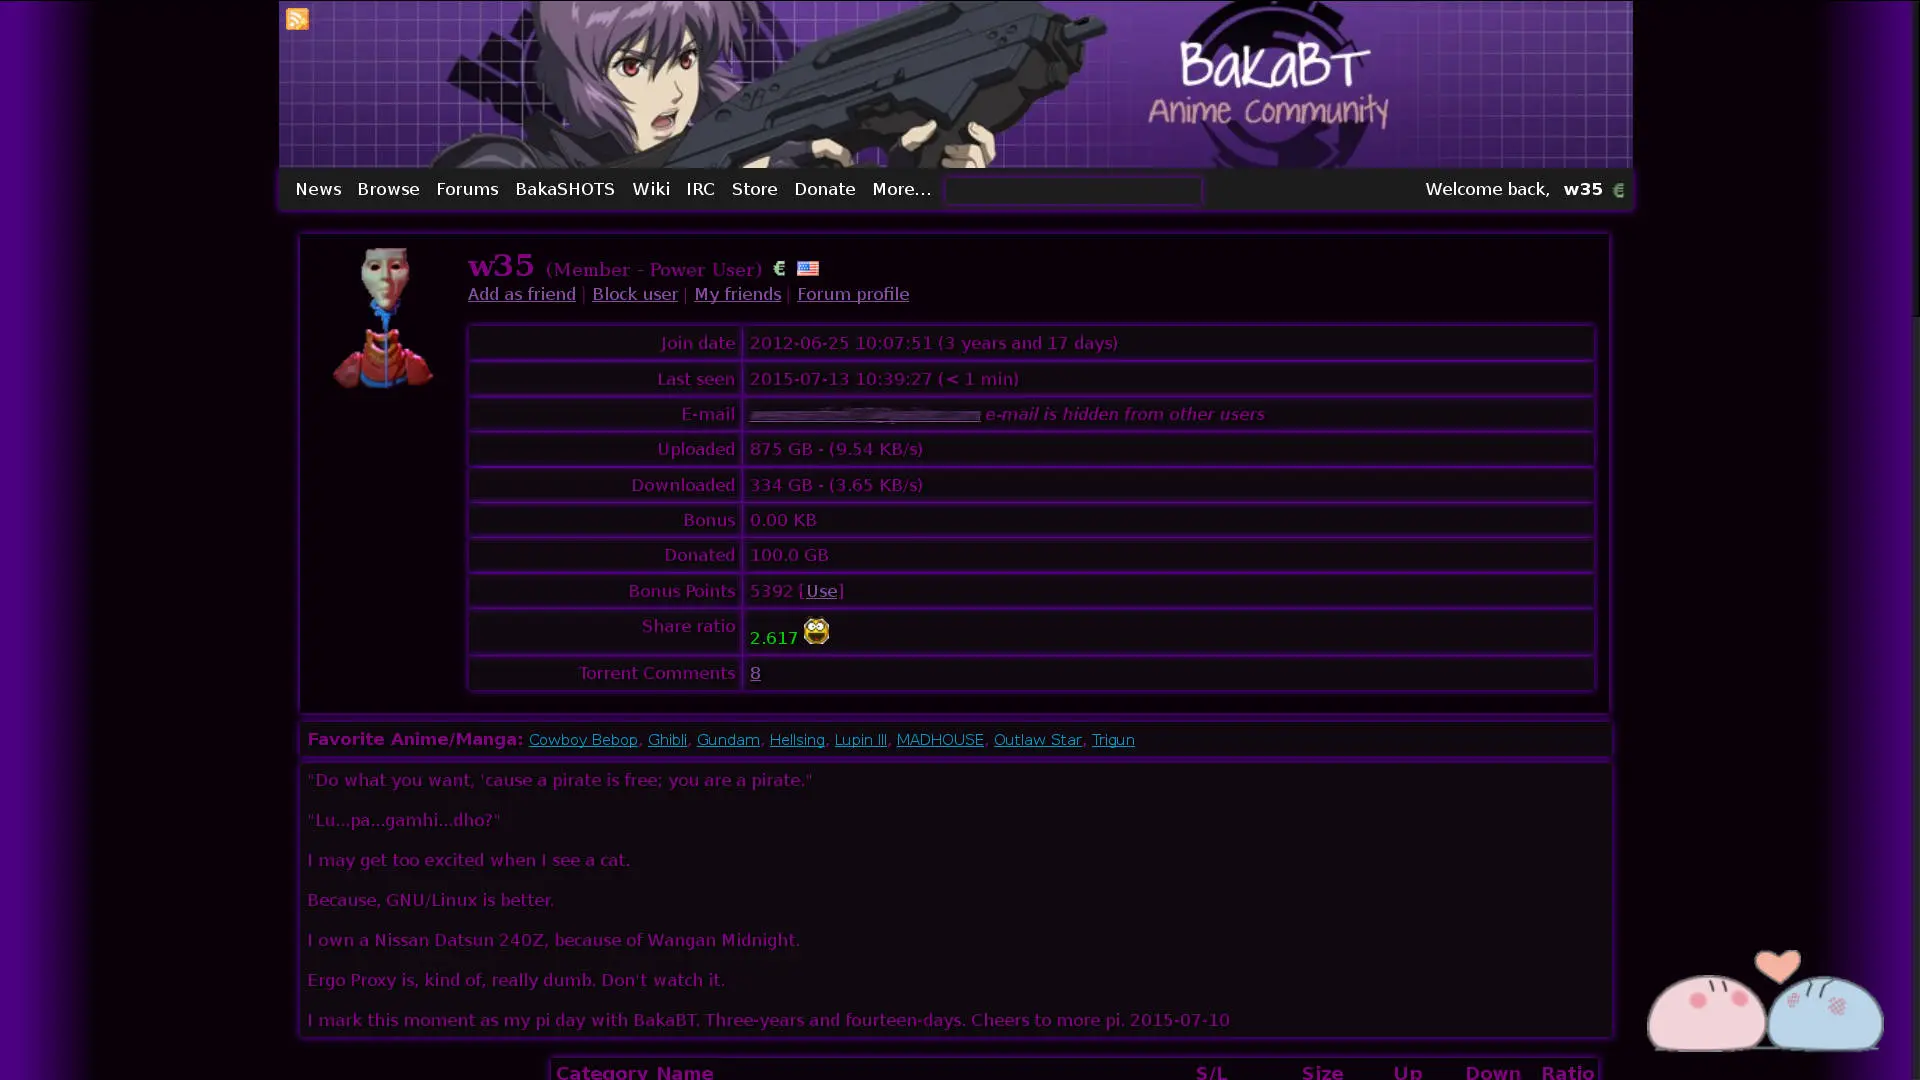 BakaBT
Anime Community
News Browse Forums BakaSHOTS Wiki IRC Store Donate More... Welcome back, w35 €
w35 (Member - Power User) €
Add as friend | Block user | My friends | Forum profile
Join date 2012-06-25 10:07:51 (3 years and 17 days)
Last seen 2015-07-13 10:39:27 (< 1 min)
E-mail e-mail is hidden from other users
Uploaded 875 GB - (9.54 KB/s)
Downloaded 334 GB - (3.65 KB/s)
Bonus 0.00 KB
Donated 100.0 GB
Bonus Points 5392 [Use]
Share ratio 2.617
Torrent Comments 8
Favorite Anime/Manga: Cowboy Bebop, Ghibli, Gundam, Hellsing, Lupin III, MADHOUSE, Outlaw Star, Trigun
"Do what you want, 'cause a pirate is free; you are a pirate."
"Lu...pa...gamhi...dho?"
I may get too excited when I see a cat.
Because, GNU/Linux is better.
I own a Nissan Datsun 240Z, because of Wangan Midnight.
Ergo Proxy is, kind of, really dumb. Don't watch it.
I mark this moment as my pi day with BakaBT. Three-years and fourteen-days. Cheers to more pi. 2015-07-10
Category Name S/L Size Up Down Ratio